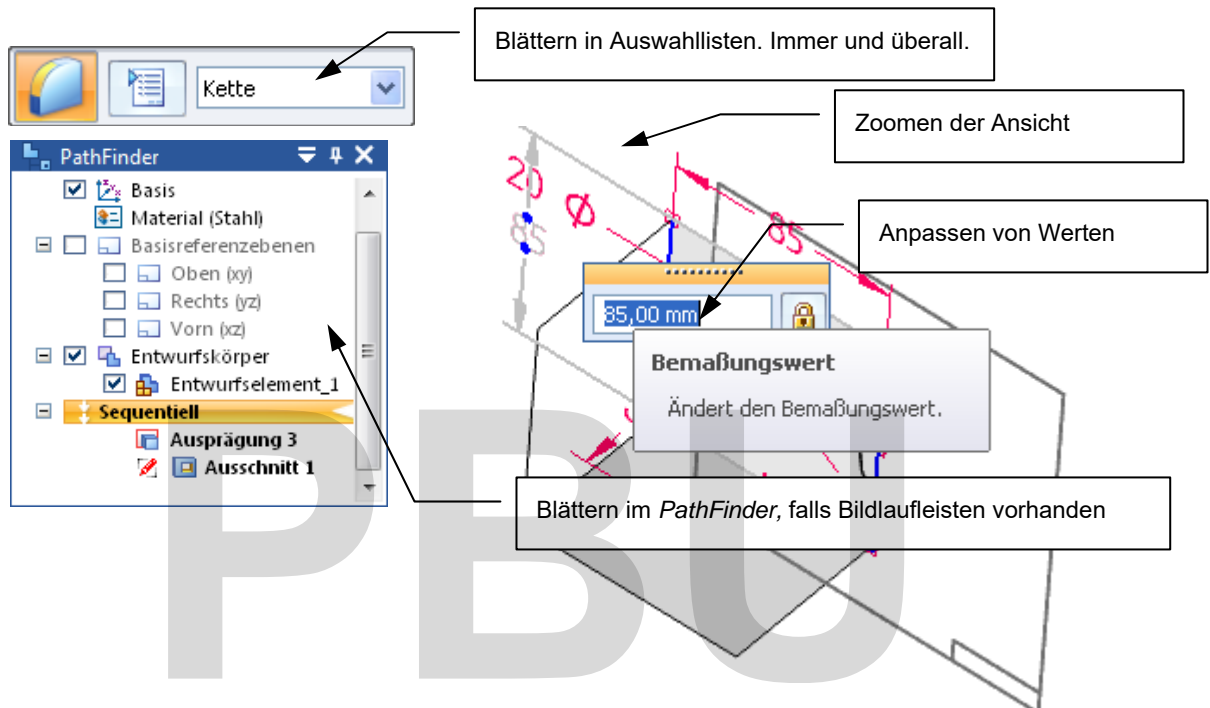 Blättern in Auswahllisten. Immer und überall.
Kette
Zoomen der Ansicht
PathFinder
Basis
Material (Stahl)
Basisreferenzebenen
Oben (xy)
Rechts (yz)
Vorn (xz)
Entwurfskörper
Entwurfselement_1
Sequentiell
Ausprägung 3
Ausschnitt 1
20 Ø
85
85
Anpassen von Werten
85,00 mm
Bemaßungswert
Ändert den Bemaßungswert.
Blättern im PathFinder, falls Bildlaufleisten vorhanden
PBU